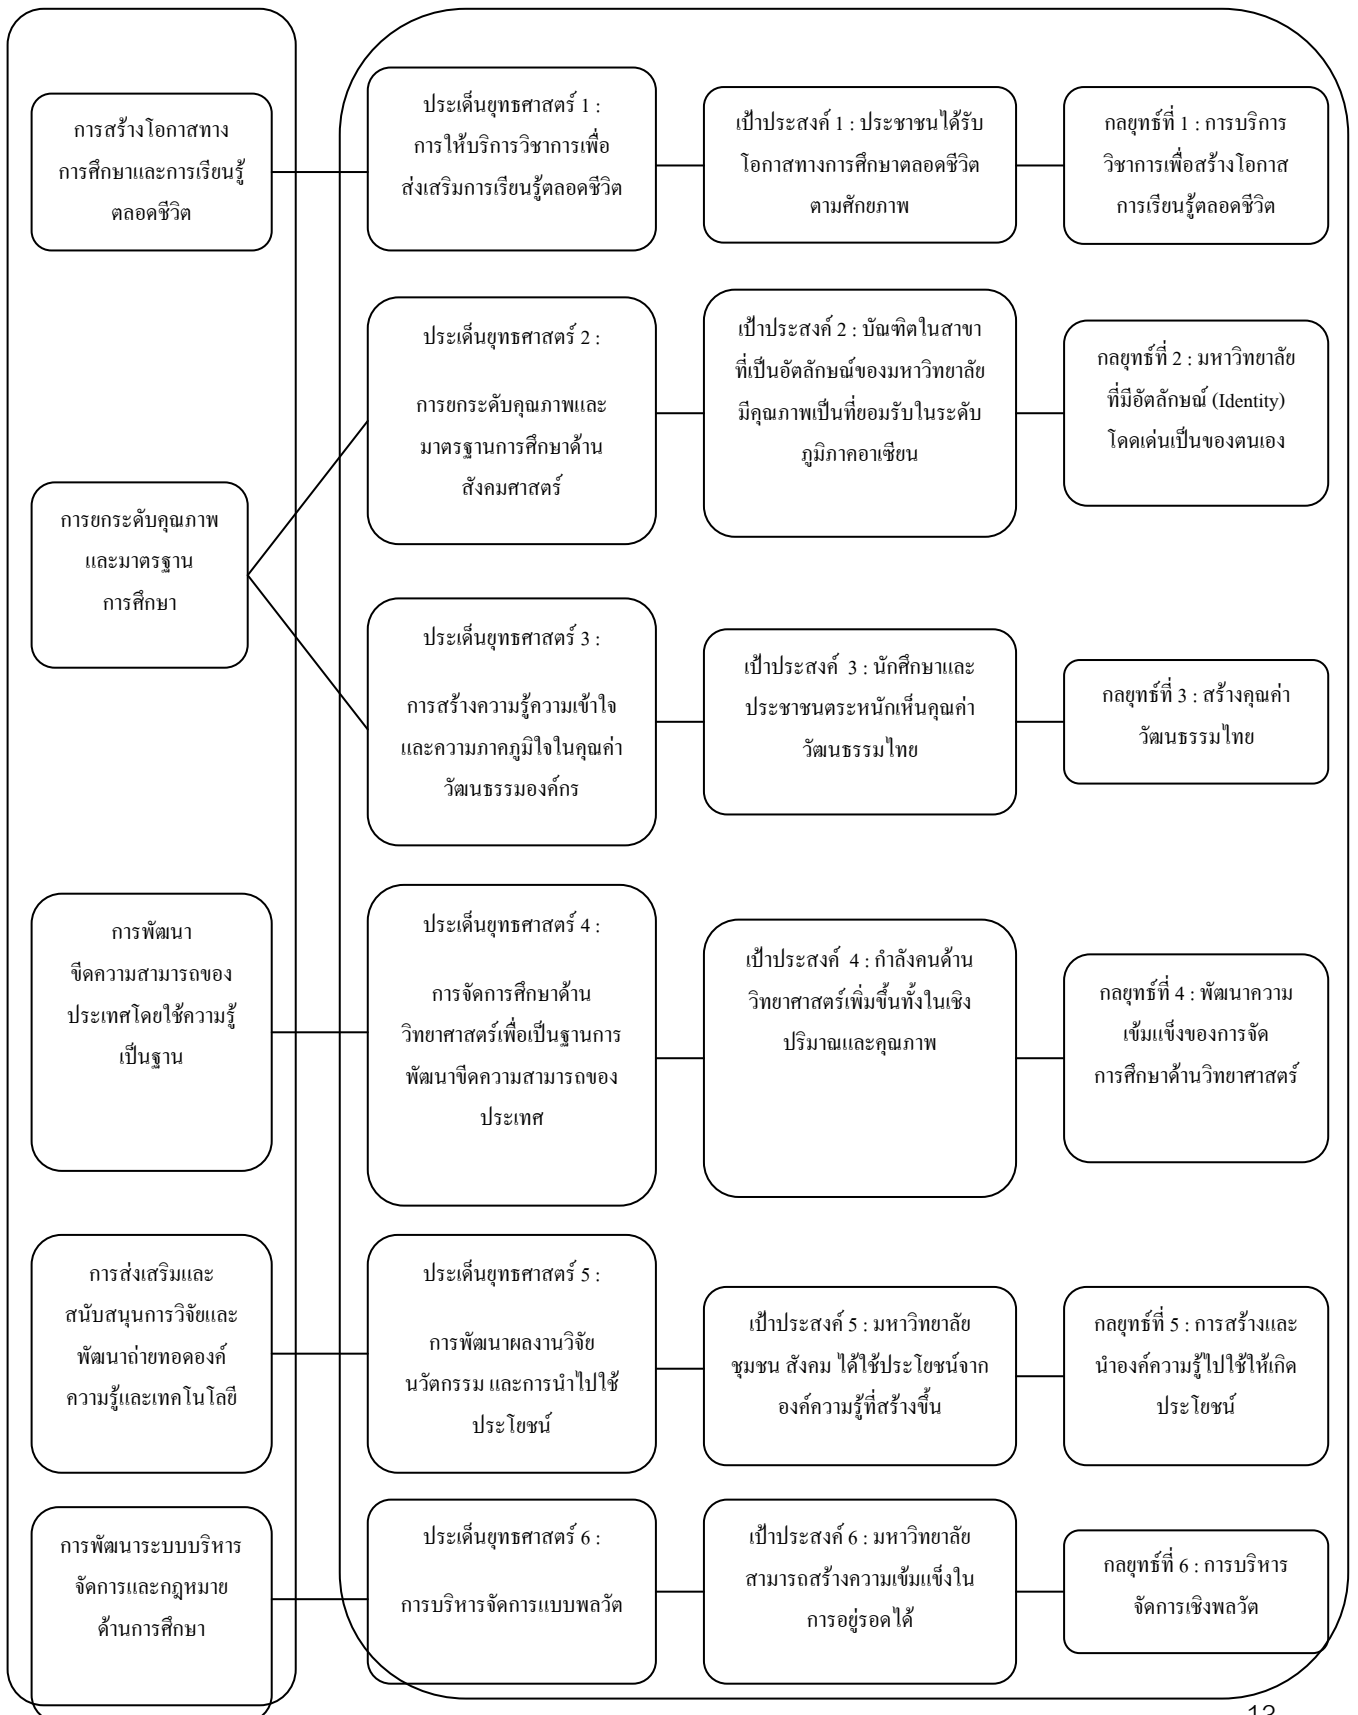 การสร้างโอกาสทาง
การศึกษาและการเรียนรู้
ตลอดชีวิต
ประเด็นยุทธศาสตร์ 1 :
การให้บริการวิชาการเพื่อ
ส่งเสริมการเรียนรู้ตลอดชีวิต
เป้าประสงค์ 1 : ประชาชนได้รับ
โอกาสทางการศึกษาตลอดชีวิต
ตามศักยภาพ
กลยุทธ์ที่ 1 : การบริการ
วิชาการเพื่อสร้างโอกาส
การเรียนรู้ตลอดชีวิต
การยกระดับคุณภาพ
และมาตรฐาน
การศึกษา
ประเด็นยุทธศาสตร์ 2 :
การยกระดับคุณภาพและ
มาตรฐานการศึกษาด้าน
สังคมศาสตร์
เป้าประสงค์ 2 : บัณฑิตในสาขา
ที่เป็นอัตลักษณ์ของมหาวิทยาลัย
มีคุณภาพเป็นที่ยอมรับในระดับ
ภูมิภาคอาเซียน
กลยุทธ์ที่ 2 : มหาวิทยาลัย
ที่มีอัตลักษณ์ (Identity)
โดดเด่นเป็นของตนเอง
ประเด็นยุทธศาสตร์ 3 :
การสร้างความรู้ความเข้าใจ
และความภาคภูมิใจในคุณค่า
วัฒนธรรมองค์กร
เป้าประสงค์ 3 : นักศึกษาและ
ประชาชนตระหนักเห็นคุณค่า
วัฒนธรรมไทย
กลยุทธ์ที่ 3 : สร้างคุณค่า
วัฒนธรรมไทย
การพัฒนา
ขีดความสามารถของ
ประเทศโดยใช้ความรู้
เป็นฐาน
ประเด็นยุทธศาสตร์ 4 :
การจัดการศึกษาด้าน
วิทยาศาสตร์เพื่อเป็นฐานการ
พัฒนาขีดความสามารถของ
ประเทศ
เป้าประสงค์ 4 : กำลังคนด้าน
วิทยาศาสตร์เพิ่มขึ้นทั้งในเชิง
ปริมาณและคุณภาพ
กลยุทธ์ที่ 4 : พัฒนาความ
เข้มแข็งของการจัด
การศึกษาด้านวิทยาศาสตร์
การส่งเสริมและ
สนับสนุนการวิจัยและ
พัฒนาถ่ายทอดองค์
ความรู้และเทคโนโลยี
ประเด็นยุทธศาสตร์ 5 :
การพัฒนาผลงานวิจัย
นวัตกรรม และการนำไปใช้
ประโยชน์
เป้าประสงค์ 5 : มหาวิทยาลัย
ชุมชน สังคม ได้ใช้ประโยชน์จาก
องค์ความรู้ที่สร้างขึ้น
กลยุทธ์ที่ 5 : การสร้างและ
นำองค์ความรู้ไปใช้ให้เกิด
ประโยชน์
การพัฒนาระบบบริหาร
จัดการและกฎหมาย
ด้านการศึกษา
ประเด็นยุทธศาสตร์ 6 :
การบริหารจัดการแบบพลวัต
เป้าประสงค์ 6 : มหาวิทยาลัย
สามารถสร้างความเข้มแข็งใน
การอยู่รอดได้
กลยุทธ์ที่ 6 : การบริหาร
จัดการเชิงพลวัต